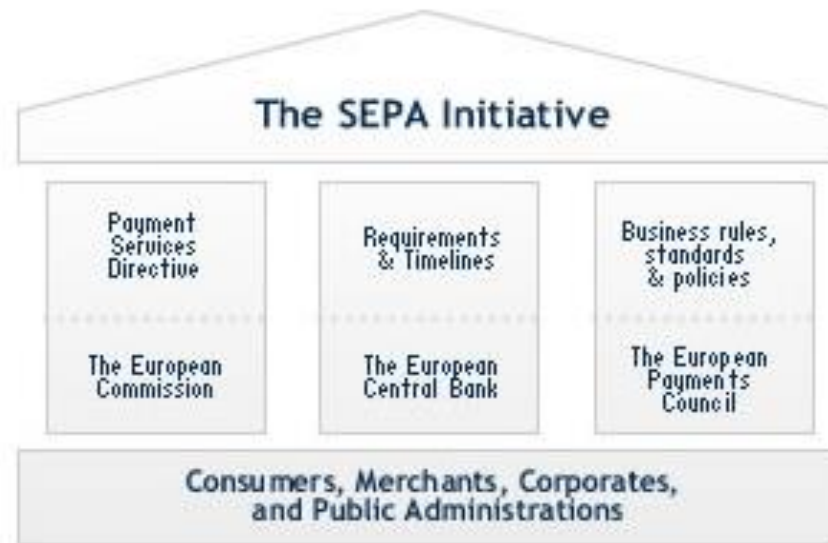 The SEPA Initiative
Payment
Services
Directive
The European
Commission
Requirements
& Timelines
The European
Central Bank
Business rules,
standards
& policies
The European
Payments
Council
Consumers, Merchants, Corporates,
and Public Administrations